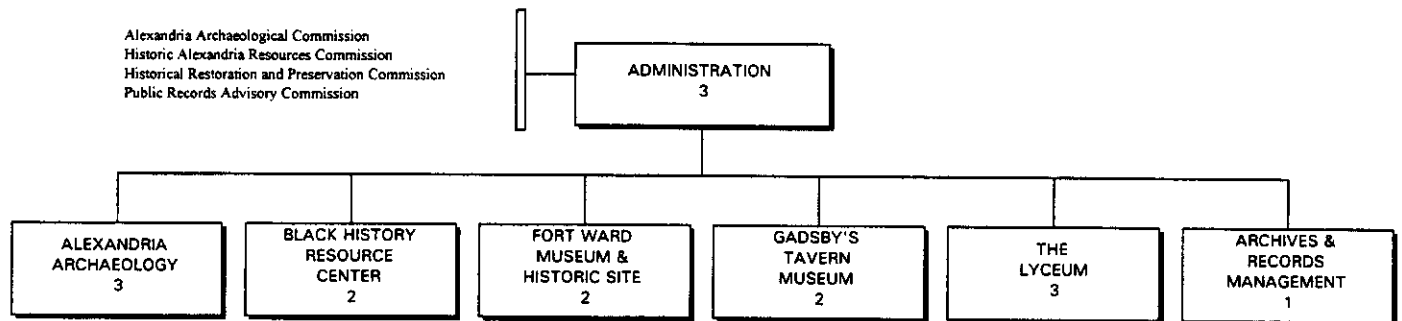 Alexandria Archaeological Commission
Historic Alexandria Resources Commission
Historical Restoration and Preservation Commission
Public Records Advisory Commission
ADMINISTRATION
3
ALEXANDRIA
ARCHAEOLOGY
3
BLACK HISTORY
RESOURCE
CENTER
2
FORT WARD
MUSEUM &
HISTORIC SITE
2
GADSBY'S
TAVERN
MUSEUM
2
THE
LYCEUM
3
ARCHIVES &
RECORDS
MANAGEMENT
1